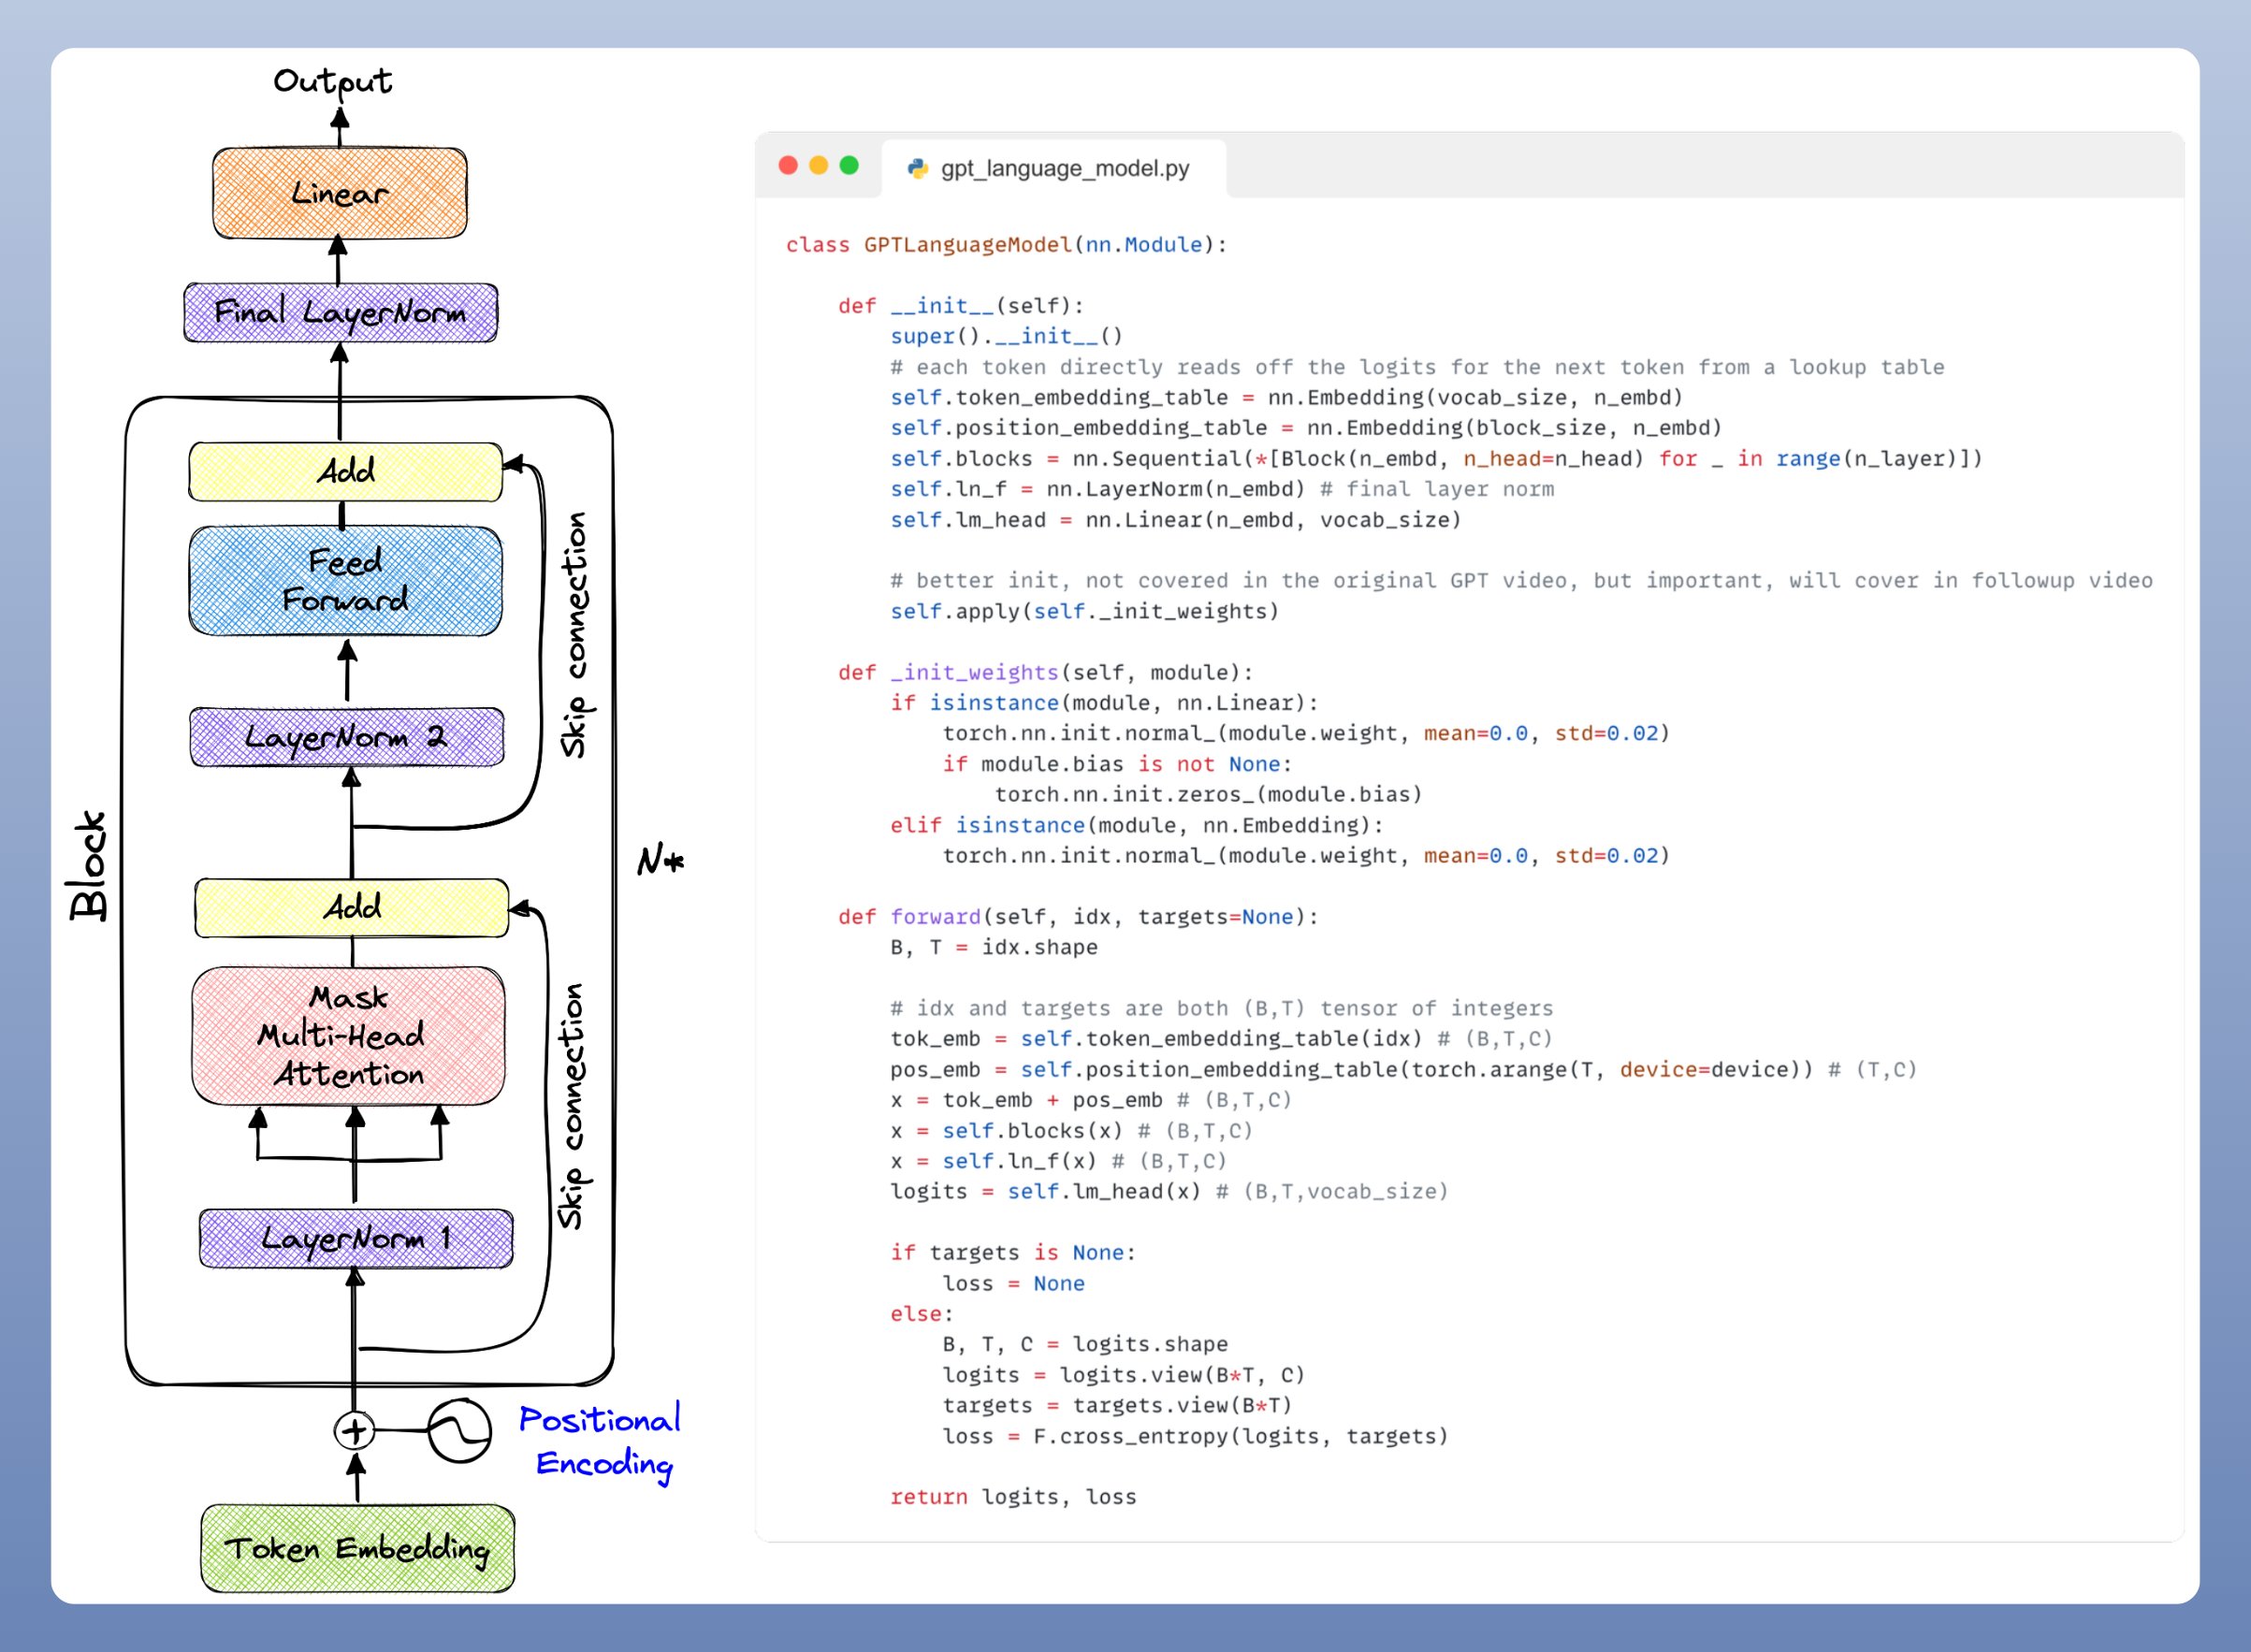 Output
Linear
Final LayerNorm
Add
Feed
Forward
Skip connection
LayerNorm 2
Block
N*
Add
Mask
Multi-Head
Attention
Skip connection
LayerNorm 1
Positional
Encoding
Token Embedding
gpt_language_model.py
class GPTLanguageModel(nn.Module):
    def __init__(self):
        super().__init__()
        # each token directly reads off the logits for the next token from a lookup table
        self.token_embedding_table = nn.Embedding(vocab_size, n_embd)
        self.position_embedding_table = nn.Embedding(block_size, n_embd)
        self.blocks = nn.Sequential(*[Block(n_embd, n_head=n_head) for _ in range(n_layer)])
        self.ln_f = nn.LayerNorm(n_embd) # final layer norm
        self.lm_head = nn.Linear(n_embd, vocab_size)
        # better init, not covered in the original GPT video, but important, will cover in followup video
        self.apply(self._init_weights)
    def _init_weights(self, module):
        if isinstance(module, nn.Linear):
            torch.nn.init.normal_(module.weight, mean=0.0, std=0.02)
            if module.bias is not None:
                torch.nn.init.zeros_(module.bias)
        elif isinstance(module, nn.Embedding):
            torch.nn.init.normal_(module.weight, mean=0.0, std=0.02)
    def forward(self, idx, targets=None):
        B, T = idx.shape
        # idx and targets are both (B,T) tensor of integers
        tok_emb = self.token_embedding_table(idx) # (B,T,C)
        pos_emb = self.position_embedding_table(torch.arange(T, device=device)) # (T,C)
        x = tok_emb + pos_emb # (B,T,C)
        x = self.blocks(x) # (B,T,C)
        x = self.ln_f(x) # (B,T,C)
        logits = self.lm_head(x) # (B,T,vocab_size)
        if targets is None:
            loss = None
        else:
            B, T, C = logits.shape
            logits = logits.view(B*T, C)
            targets = targets.view(B*T)
            loss = F.cross_entropy(logits, targets)
        return logits, loss